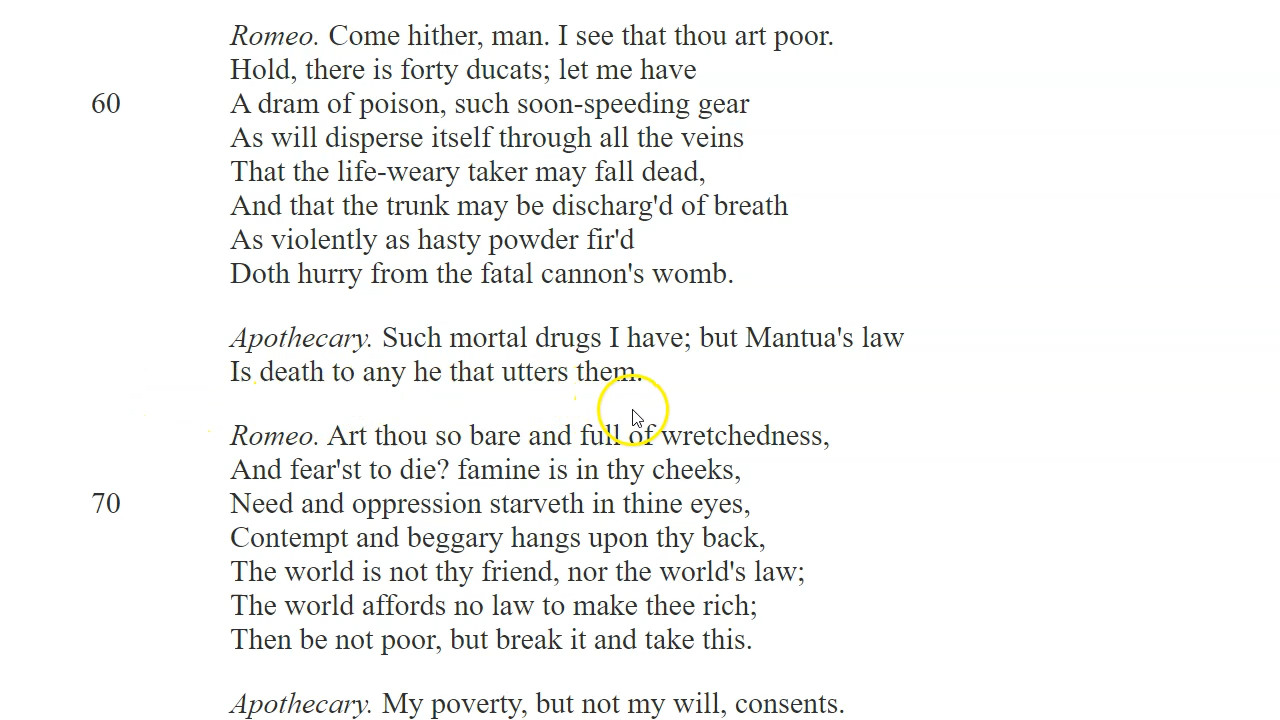 Romeo. Come hither, man. I see that thou art poor.
Hold, there is forty ducats; let me have
60 A dram of poison, such soon-speeding gear
As will disperse itself through all the veins
That the life-weary taker may fall dead,
And that the trunk may be discharg'd of breath
As violently as hasty powder fir'd
Doth hurry from the fatal cannon's womb.
Apothecary. Such mortal drugs I have; but Mantua's law
Is death to any he that utters them.
Romeo. Art thou so bare and full of wretchedness,
And fear'st to die? famine is in thy cheeks,
70 Need and oppression starveth in thine eyes,
Contempt and beggary hangs upon thy back,
The world is not thy friend, nor the world's law;
The world affords no law to make thee rich;
Then be not poor, but break it and take this.
Apothecary. My poverty, but not my will, consents.